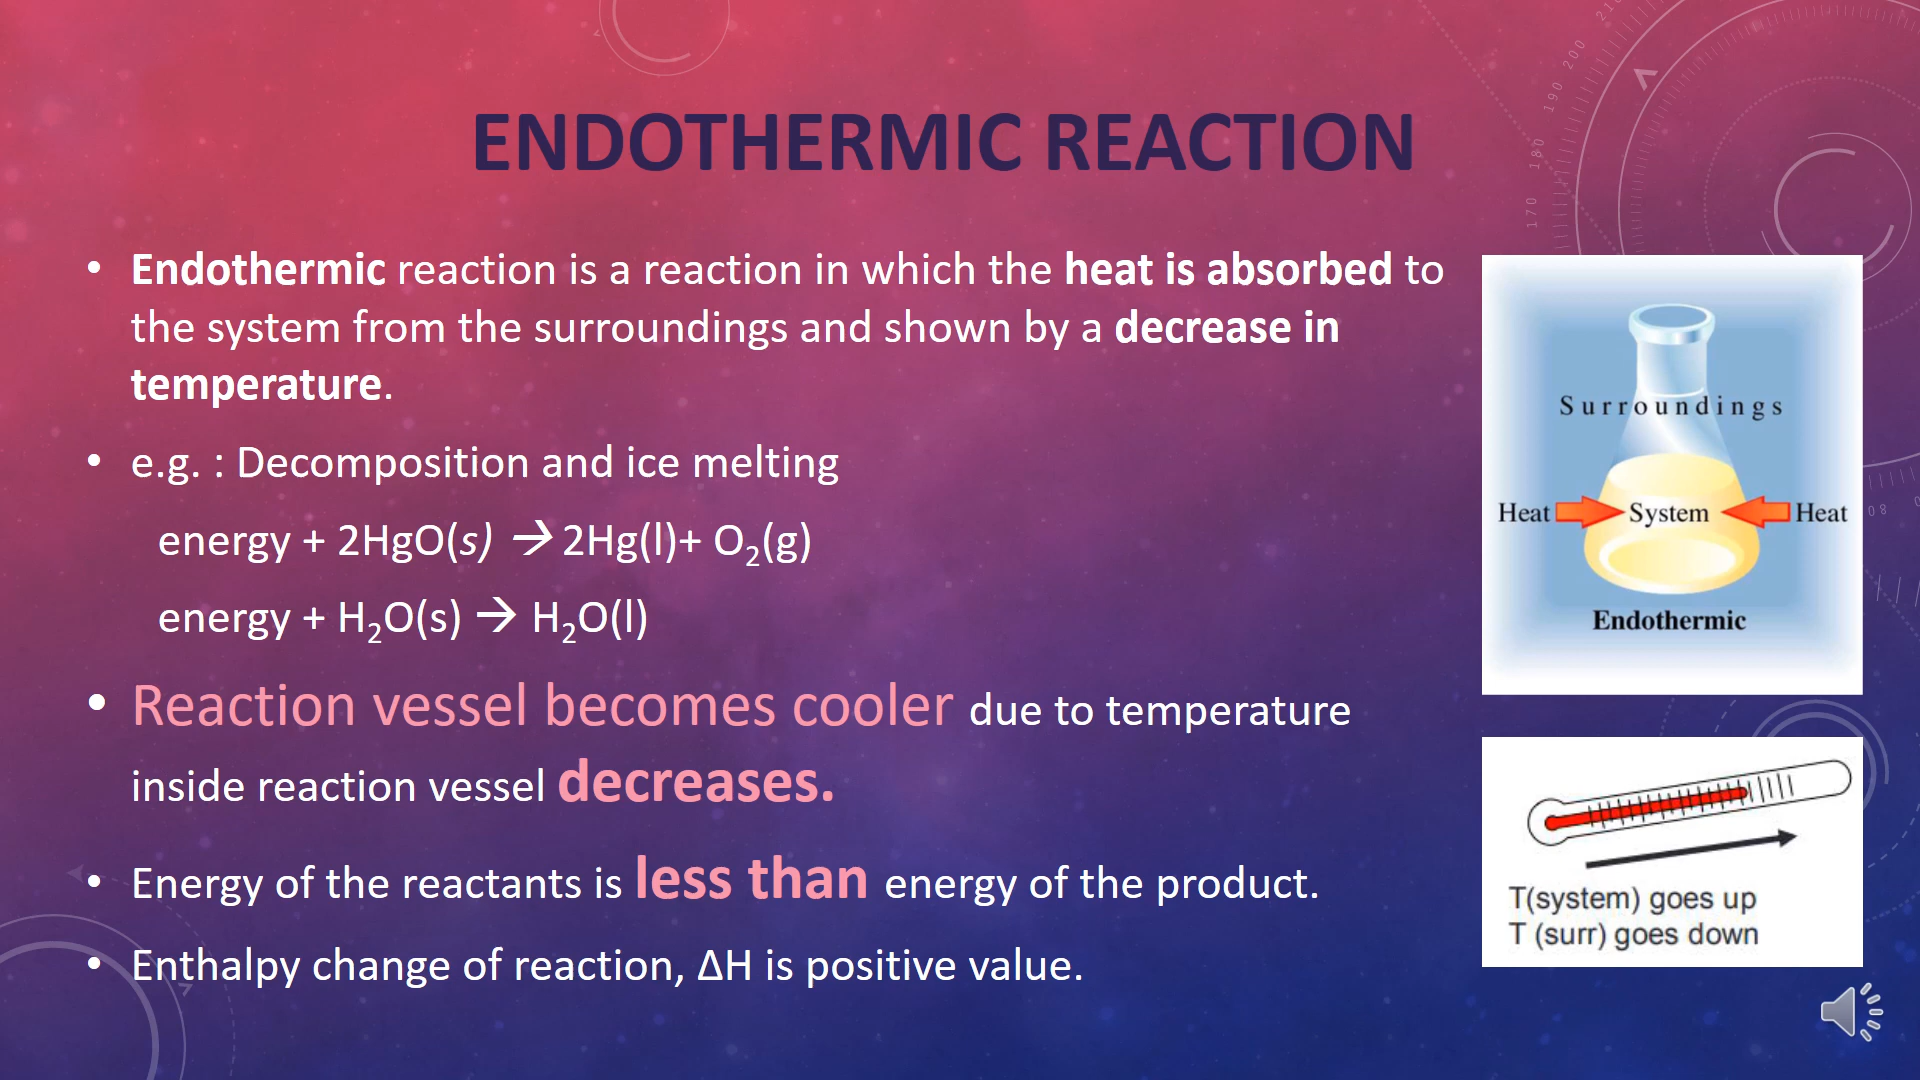 ENDOTHERMIC REACTION
• Endothermic reaction is a reaction in which the heat is absorbed to
the system from the surroundings and shown by a decrease in
temperature.
• e.g. : Decomposition and ice melting
energy + 2HgO(s) → 2Hg(l)+ O₂(g)
energy + H₂O(s) → H₂O(l)
• Reaction vessel becomes cooler due to temperature
inside reaction vessel decreases.
• Energy of the reactants is less than energy of the product.
• Enthalpy change of reaction, ΔH is positive value.
Surroundings
Heat System Heat
Endothermic
T(system) goes up
T (surr) goes down
170
180
190
200